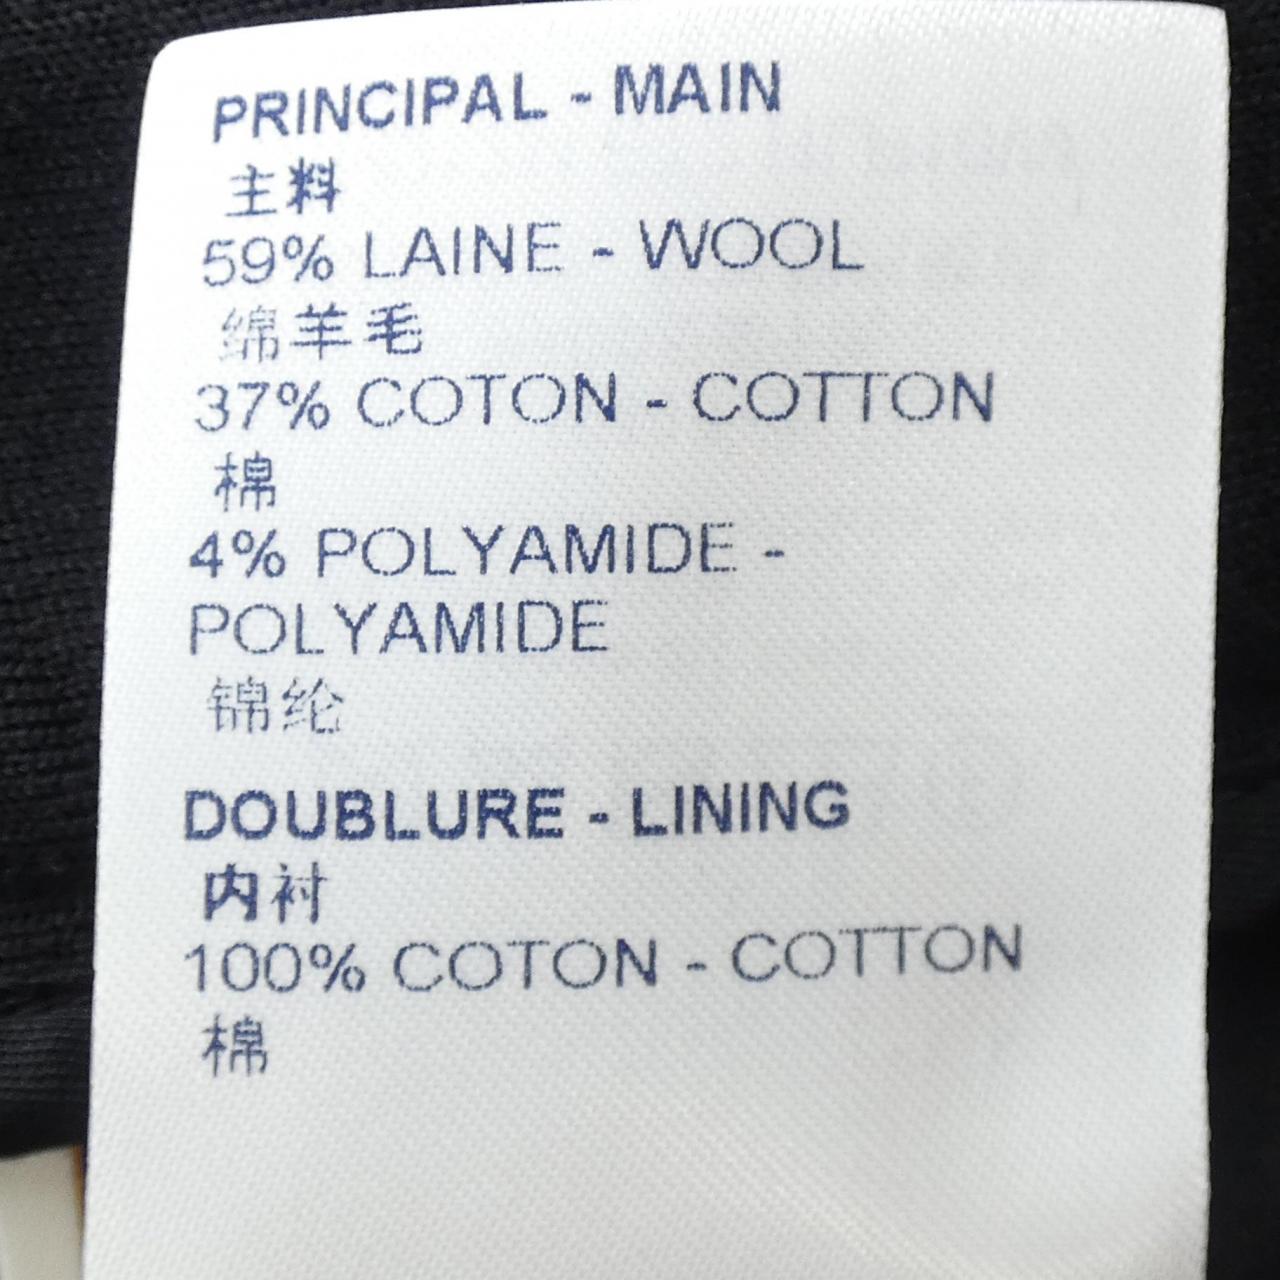 PRINCIPAL - MAIN
主料
59% LAINE - WOOL
绵羊毛
37% COTON - COTTON
棉
4% POLYAMIDE -
POLYAMIDE
锦纶
DOUBLURE - LINING
内衬
100% COTON - COTTON
棉